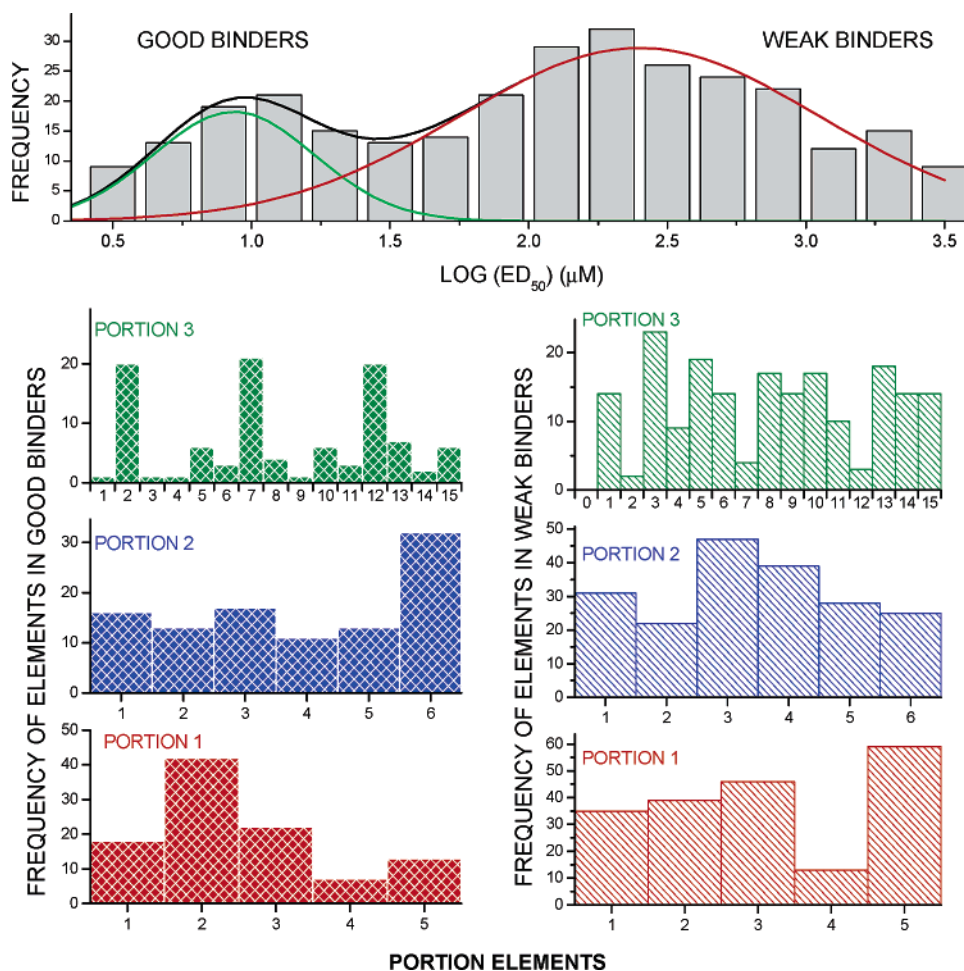 GOOD BINDERS
WEAK BINDERS
FREQUENCY
30
25
20
15
10
5
0
0.5 1.0 1.5 2.0 2.5 3.0 3.5
LOG (ED50) (μM)
FREQUENCY OF ELEMENTS IN GOOD BINDERS
PORTION 3
20
10
0
1 2 3 4 5 6 7 8 9 10 11 12 13 14 15
PORTION 2
30
20
10
0
1 2 3 4 5 6
PORTION 1
50
40
30
20
10
0
1 2 3 4 5
FREQUENCY OF ELEMENTS IN WEAK BINDERS
PORTION 3
20
10
0
0 1 2 3 4 5 6 7 8 9 10 11 12 13 14 15
PORTION 2
50
40
30
20
10
0
1 2 3 4 5 6
PORTION 1
60
50
40
30
20
10
0
1 2 3 4 5
PORTION ELEMENTS